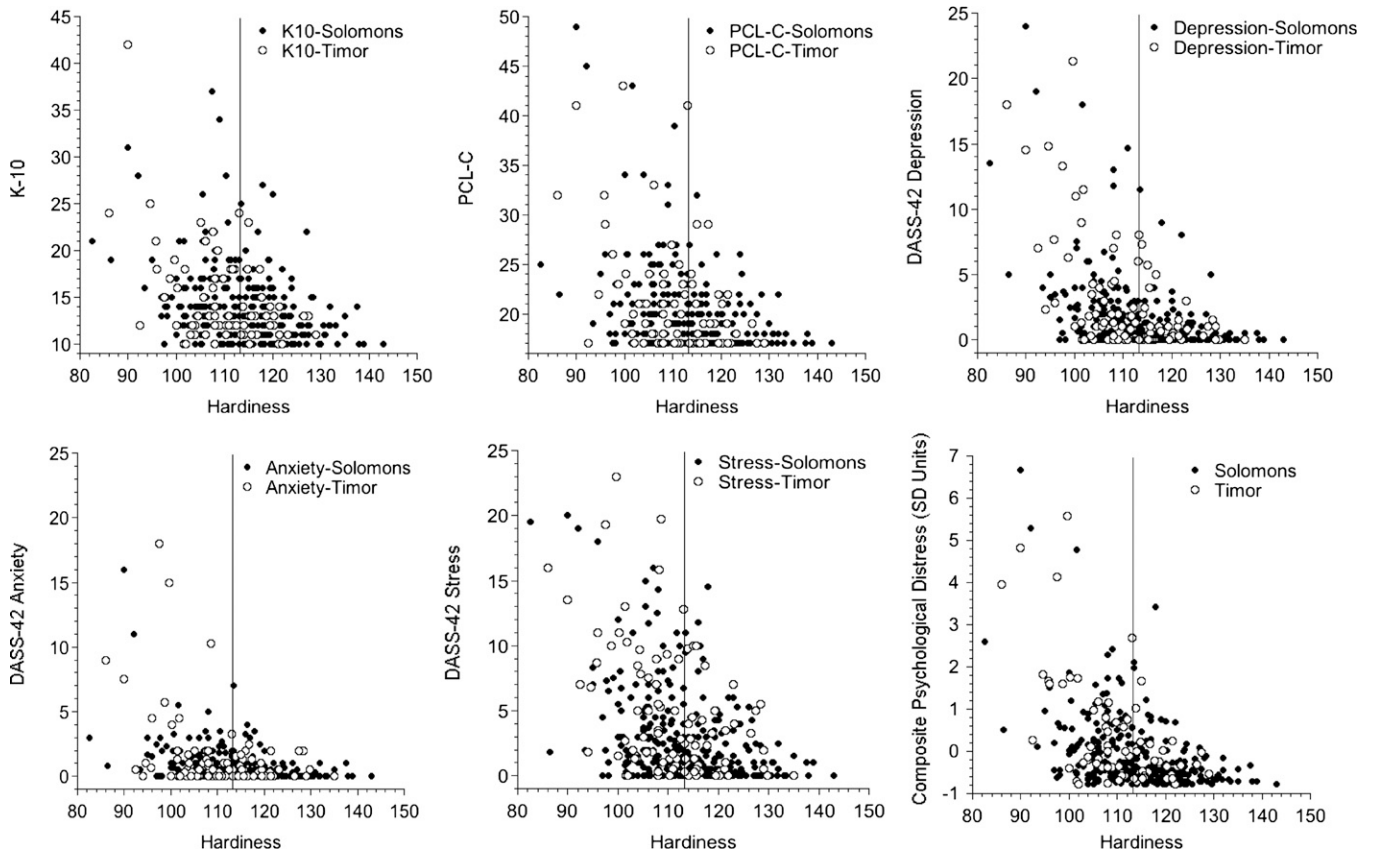 45
40
35
30
25
20
15
10
K-10
K10-Solomons
K10-Timor
80 90 100 110 120 130 140 150
Hardiness
50
45
40
35
30
25
20
PCL-C
PCL-C-Solomons
PCL-C-Timor
80 90 100 110 120 130 140 150
Hardiness
25
20
15
10
5
0
DASS-42 Depression
Depression-Solomons
Depression-Timor
80 90 100 110 120 130 140 150
Hardiness
25
20
15
10
5
0
DASS-42 Anxiety
Anxiety-Solomons
Anxiety-Timor
80 90 100 110 120 130 140 150
Hardiness
25
20
15
10
5
0
DASS-42 Stress
Stress-Solomons
Stress-Timor
80 90 100 110 120 130 140 150
Hardiness
7
6
5
4
3
2
1
0
-1
Composite Psychological Distress (SD Units)
Solomons
Timor
80 90 100 110 120 130 140 150
Hardiness